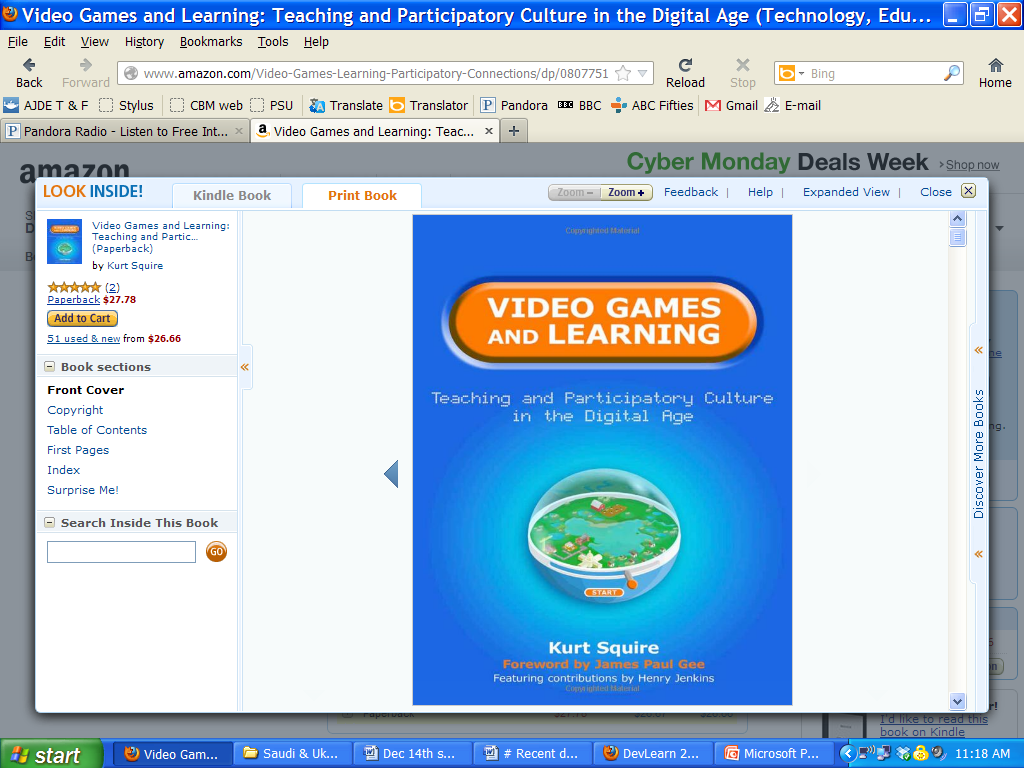 Video Games and Learning: Teaching and Participatory Culture in the Digital Age (Technology, Edu...
File Edit View History Bookmarks Tools Help
Back Forward www.amazon.com/Video-Games-Learning-Participatory-Connections/dp/0807751 Reload Stop Bing Home
AJDE T & F Stylus CBM web PSU Translate Translator Pandora BBC ABC Fifties Gmail E-mail
Pandora Radio - Listen to Free Int... Video Games and Learning: Teac...
amazon Cyber Monday Deals Week Shop now
LOOK INSIDE! Kindle Book Print Book Zoom − Zoom + Feedback | Help | Expanded View | Close
Video Games and Learning:
Teaching and Partic...
(Paperback)
by Kurt Squire
(2)
Paperback $27.78
Add to Cart
51 used & new from $26.66
Book sections
Front Cover
Copyright
Table of Contents
First Pages
Index
Surprise Me!
Search Inside This Book
GO
Copyrighted Material
VIDEO GAMES
AND LEARNING
Teaching and Participatory Culture
in the Digital Age
START
Kurt Squire
Foreword by James Paul Gee
Featuring contributions by Henry Jenkins
Copyrighted Material
Discover More Books
Paperback
I'd like to read this
book on Kindle
start Video Gam... Saudi & Uk... Dec 14th s... # Recent d... DevLearn 2... Microsoft P... 11:18 AM